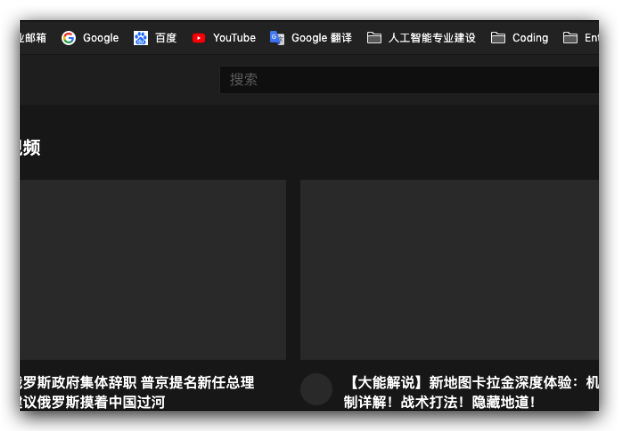 业邮箱 Google 百度 YouTube Google 翻译 人工智能专业建设 Coding Ent
搜索
视频
俄罗斯政府集体辞职 普京提名新任总理
建议俄罗斯摸着中国过河
【大能解说】新地图卡拉金深度体验：机
制详解！战术打法！隐藏地道！